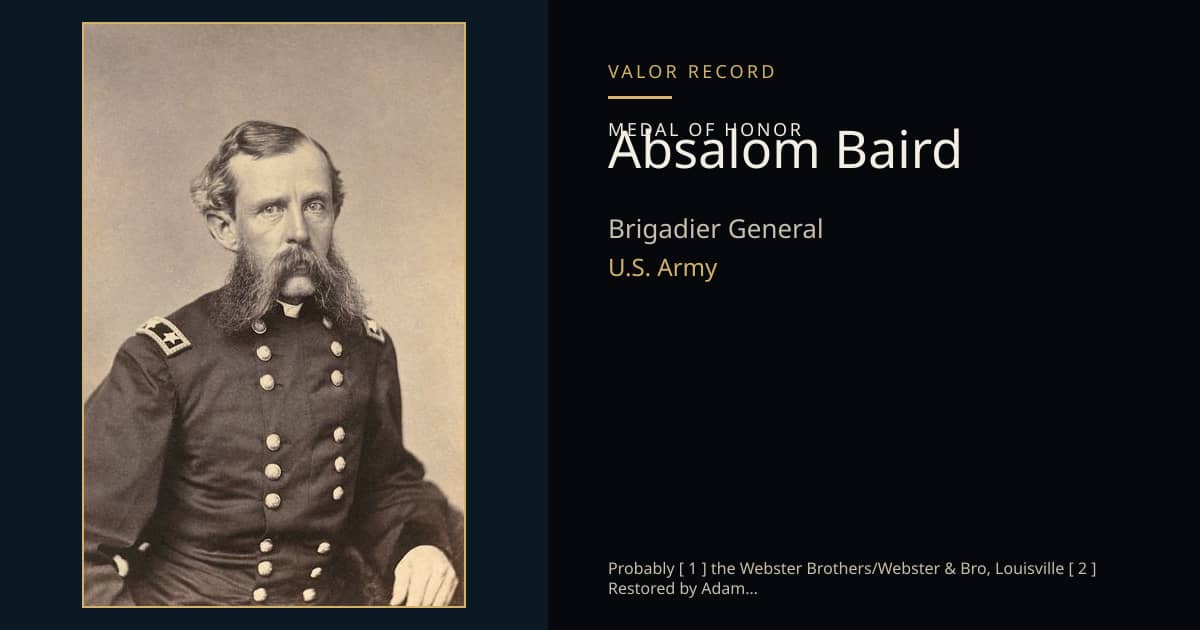 VALOR RECORD
MEDAL OF HONOR
Absalom Baird
Brigadier General
U.S. Army
Probably [ 1 ] the Webster Brothers/Webster & Bro, Louisville [ 2 ]
Restored by Adam...